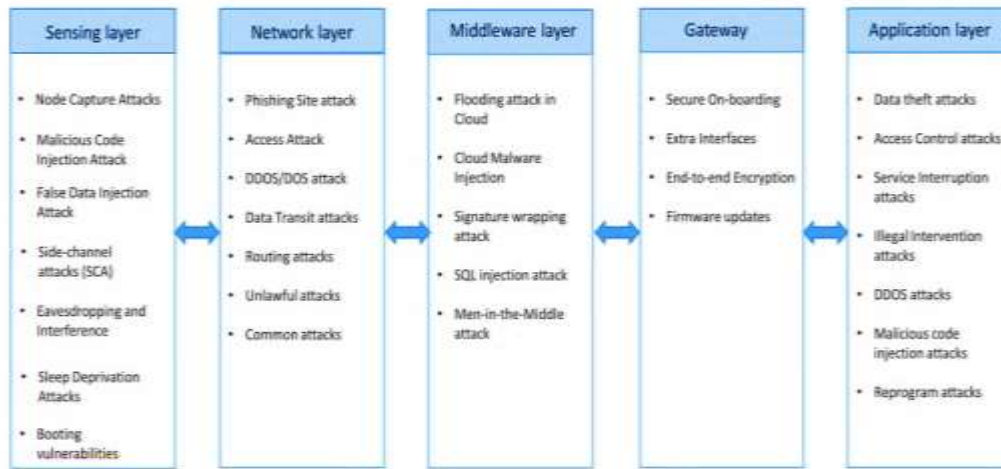 Sensing layer
• Node Capture Attacks
• Malicious Code
Injection Attack
• False Data Injection
Attack
• Side-channel
attacks (SCA)
• Eavesdropping and
Interference
• Sleep Deprivation
Attacks
• Booting
vulnerabilities
Network layer
• Phishing Site attack
• Access Attack
• DDOS/DOS attack
• Data Transit attacks
• Routing attacks
• Unlawful attacks
• Common attacks
Middleware layer
• Flooding attack in
Cloud
• Cloud Malware
Injection
• Signature wrapping
attack
• SQL injection attack
• Men-in-the-Middle
attack
Gateway
• Secure On-boarding
• Extra Interfaces
• End-to-end Encryption
• Firmware updates
Application layer
• Data theft attacks
• Access Control attacks
• Service Interruption
attacks
• Illegal Intervention
attacks
• DDOS attacks
• Malicious code
injection attacks
• Reprogram attacks